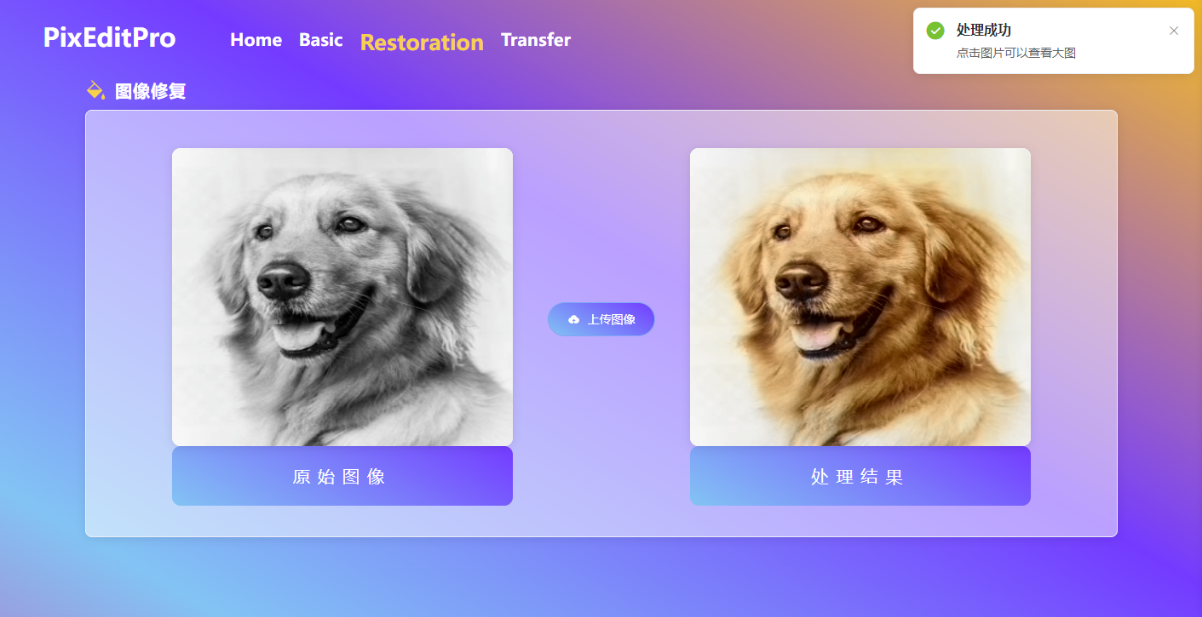 PixEditPro
Home Basic Restoration Transfer
处理成功
点击图片可以查看大图
图像修复
上传图像
原始图像
处理结果